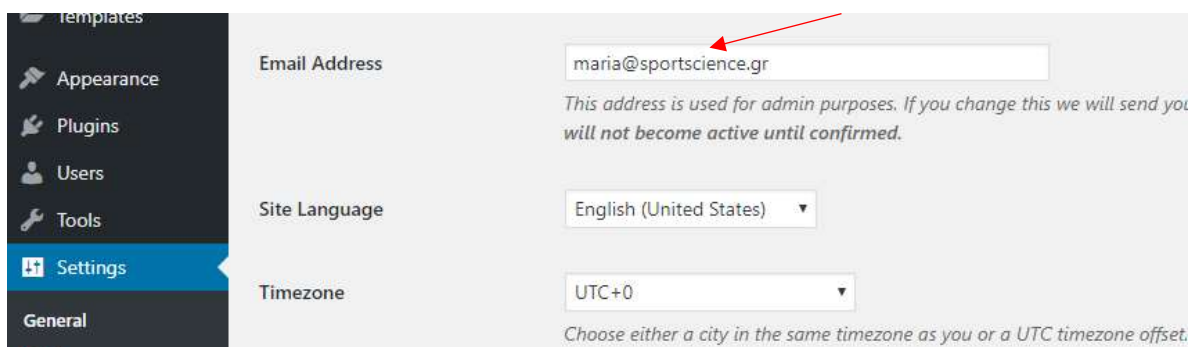 Templates
Appearance
Plugins
Users
Tools
Settings
General
Email Address
maria@sportscience.gr
This address is used for admin purposes. If you change this we will send you
will not become active until confirmed.
Site Language
English (United States)
Timezone
UTC+0
Choose either a city in the same timezone as you or a UTC timezone offset.